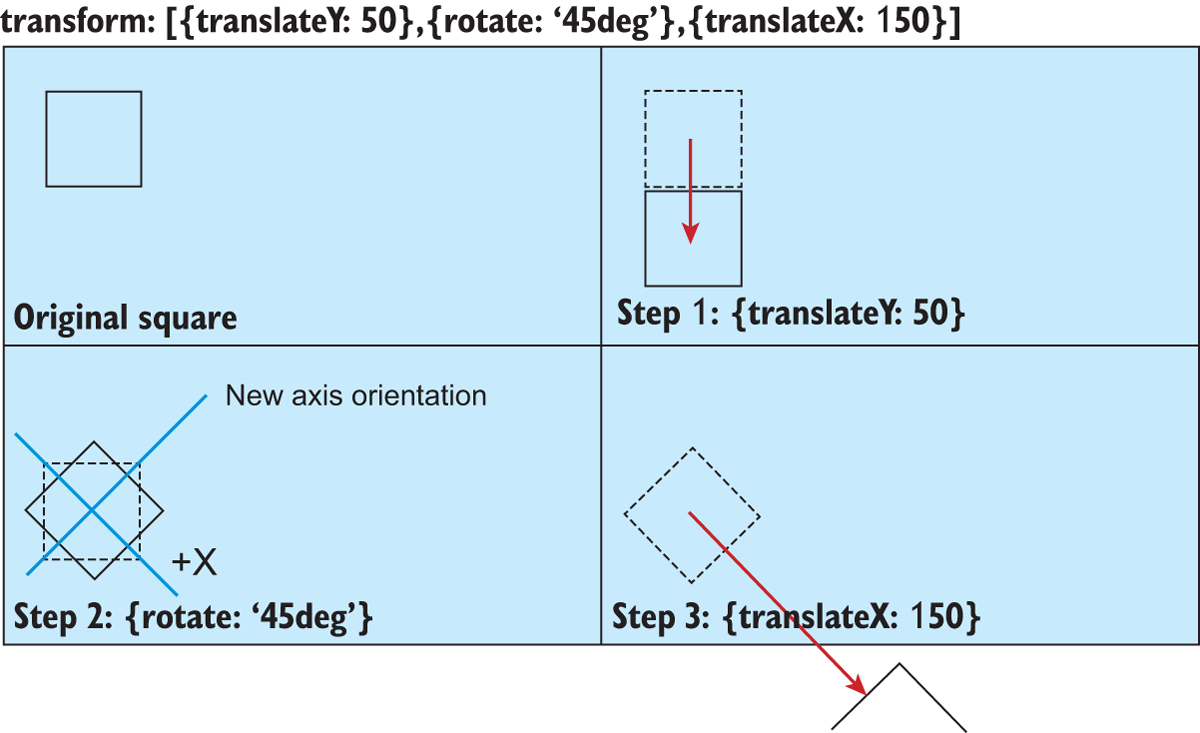 transform: [{translateY: 50},{rotate: ‘45deg’},{translateX: 150}]
Original square
Step 1: {translateY: 50}
New axis orientation
+X
Step 2: {rotate: ‘45deg’}
Step 3: {translateX: 150}